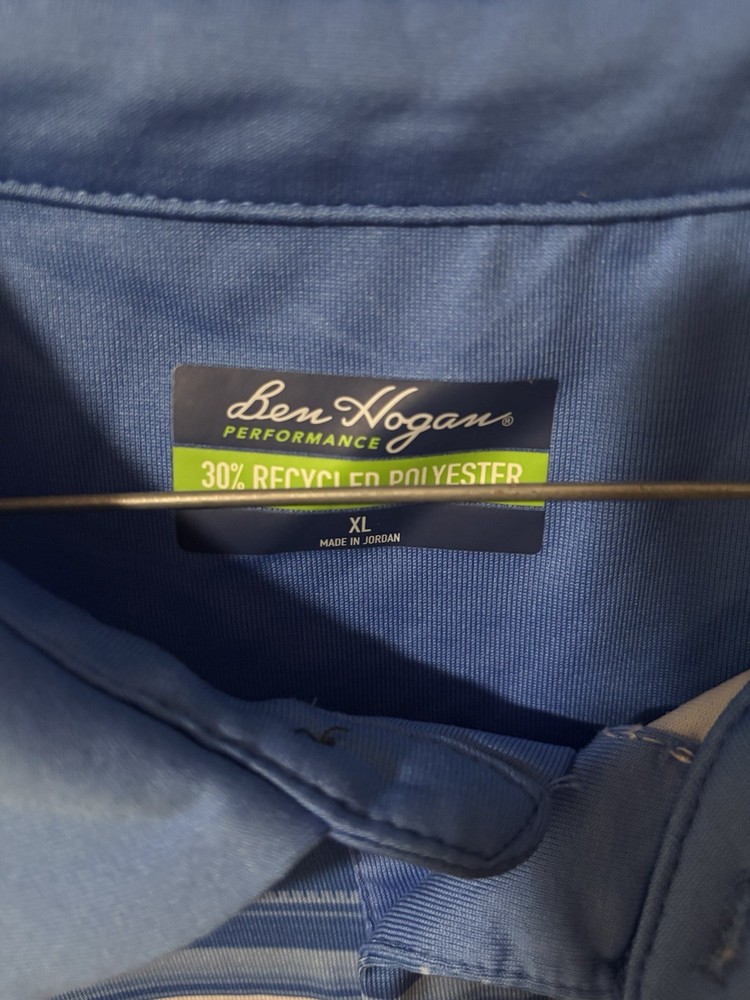 Ben Hogan®
PERFORMANCE
30% RECYCLED POLYESTER
XL
MADE IN JORDAN